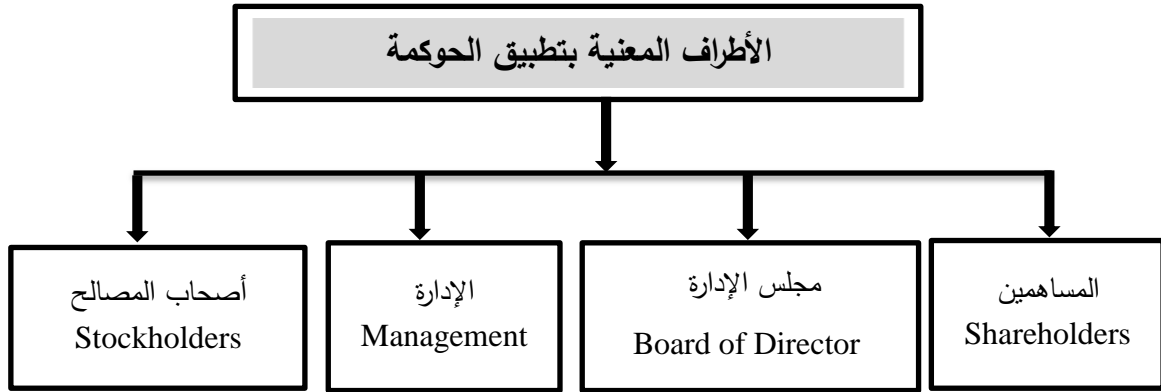 الأطراف المعنية بتطبيق الحوكمة
المساهمين
Shareholders
مجلس الإدارة
Board of Director
الإدارة
Management
أصحاب المصالح
Stockholders